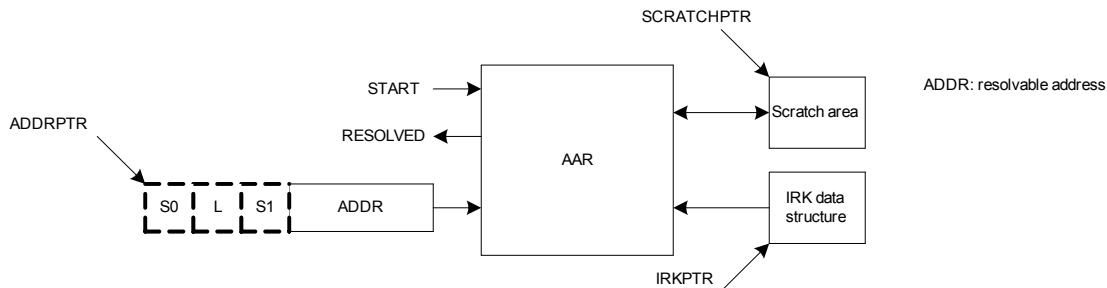 SCRATCHPTR
ADDR: resolvable address
START
Scratch area
ADDRPTR
RESOLVED
AAR
S0 L S1 ADDR
IRK data
structure
IRKPTR